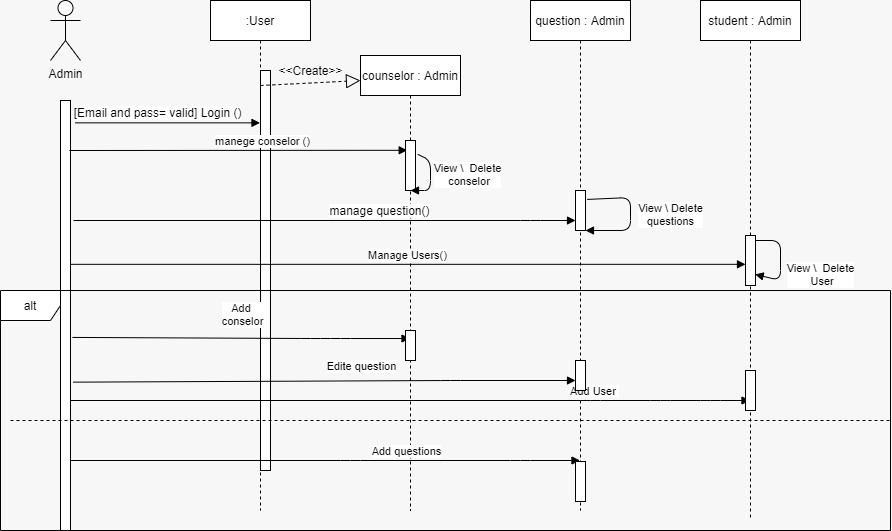 :User
question : Admin
student : Admin
Admin
<<Create>>
counselor : Admin
[Email and pass= valid] Login ()
manege conselor ()
View \ Delete
conselor
manage question()
View \ Delete
questions
Manage Users()
View \ Delete
User
alt
Add
conselor
Edite question
Add User
Add questions